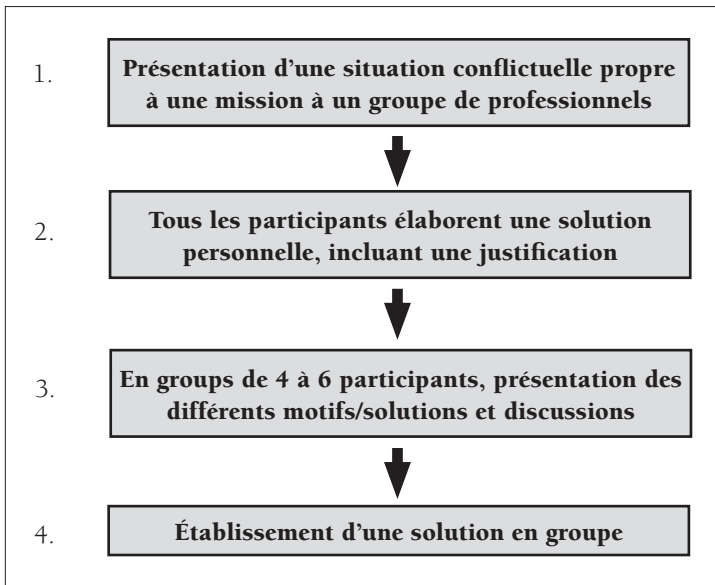 1. Présentation d'une situation conflictuelle propre
à une mission à un groupe de professionnels
2. Tous les participants élaborent une solution
personnelle, incluant une justification
3. En groups de 4 à 6 participants, présentation des
différents motifs/solutions et discussions
4. Établissement d'une solution en groupe